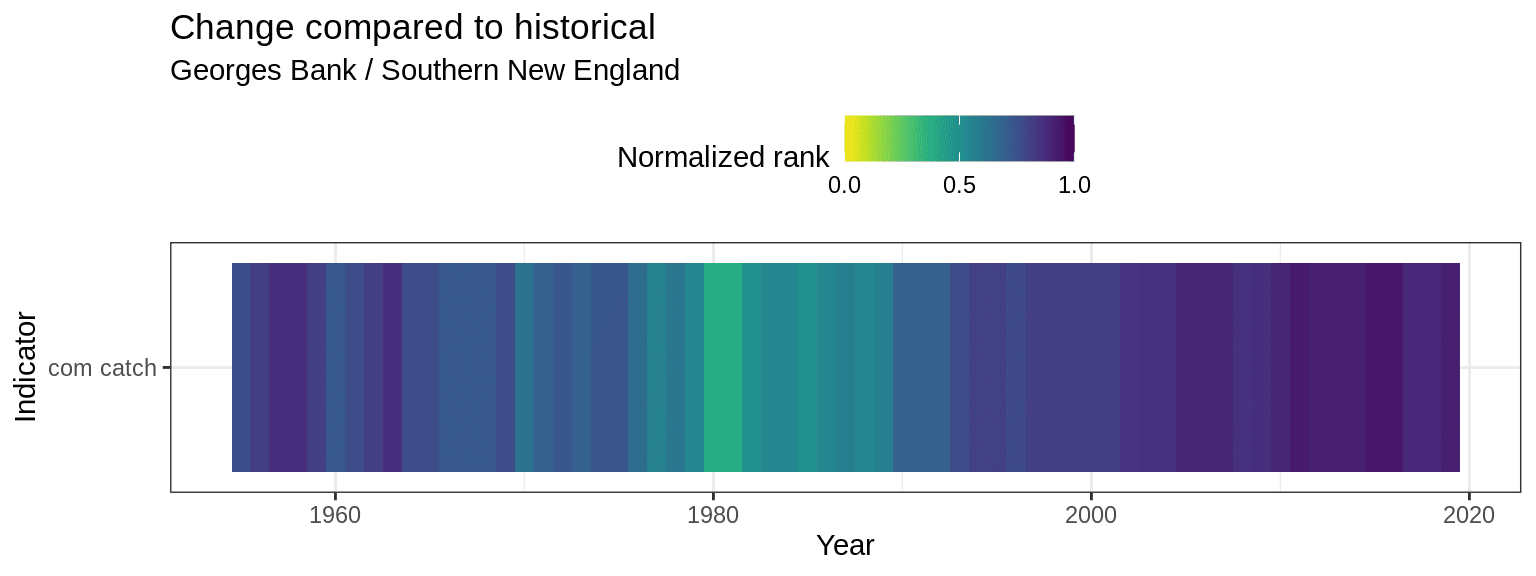 Change compared to historical
Georges Bank / Southern New England
Normalized rank
0.0 0.5 1.0
Indicator
com catch
1960 1980 2000 2020
Year